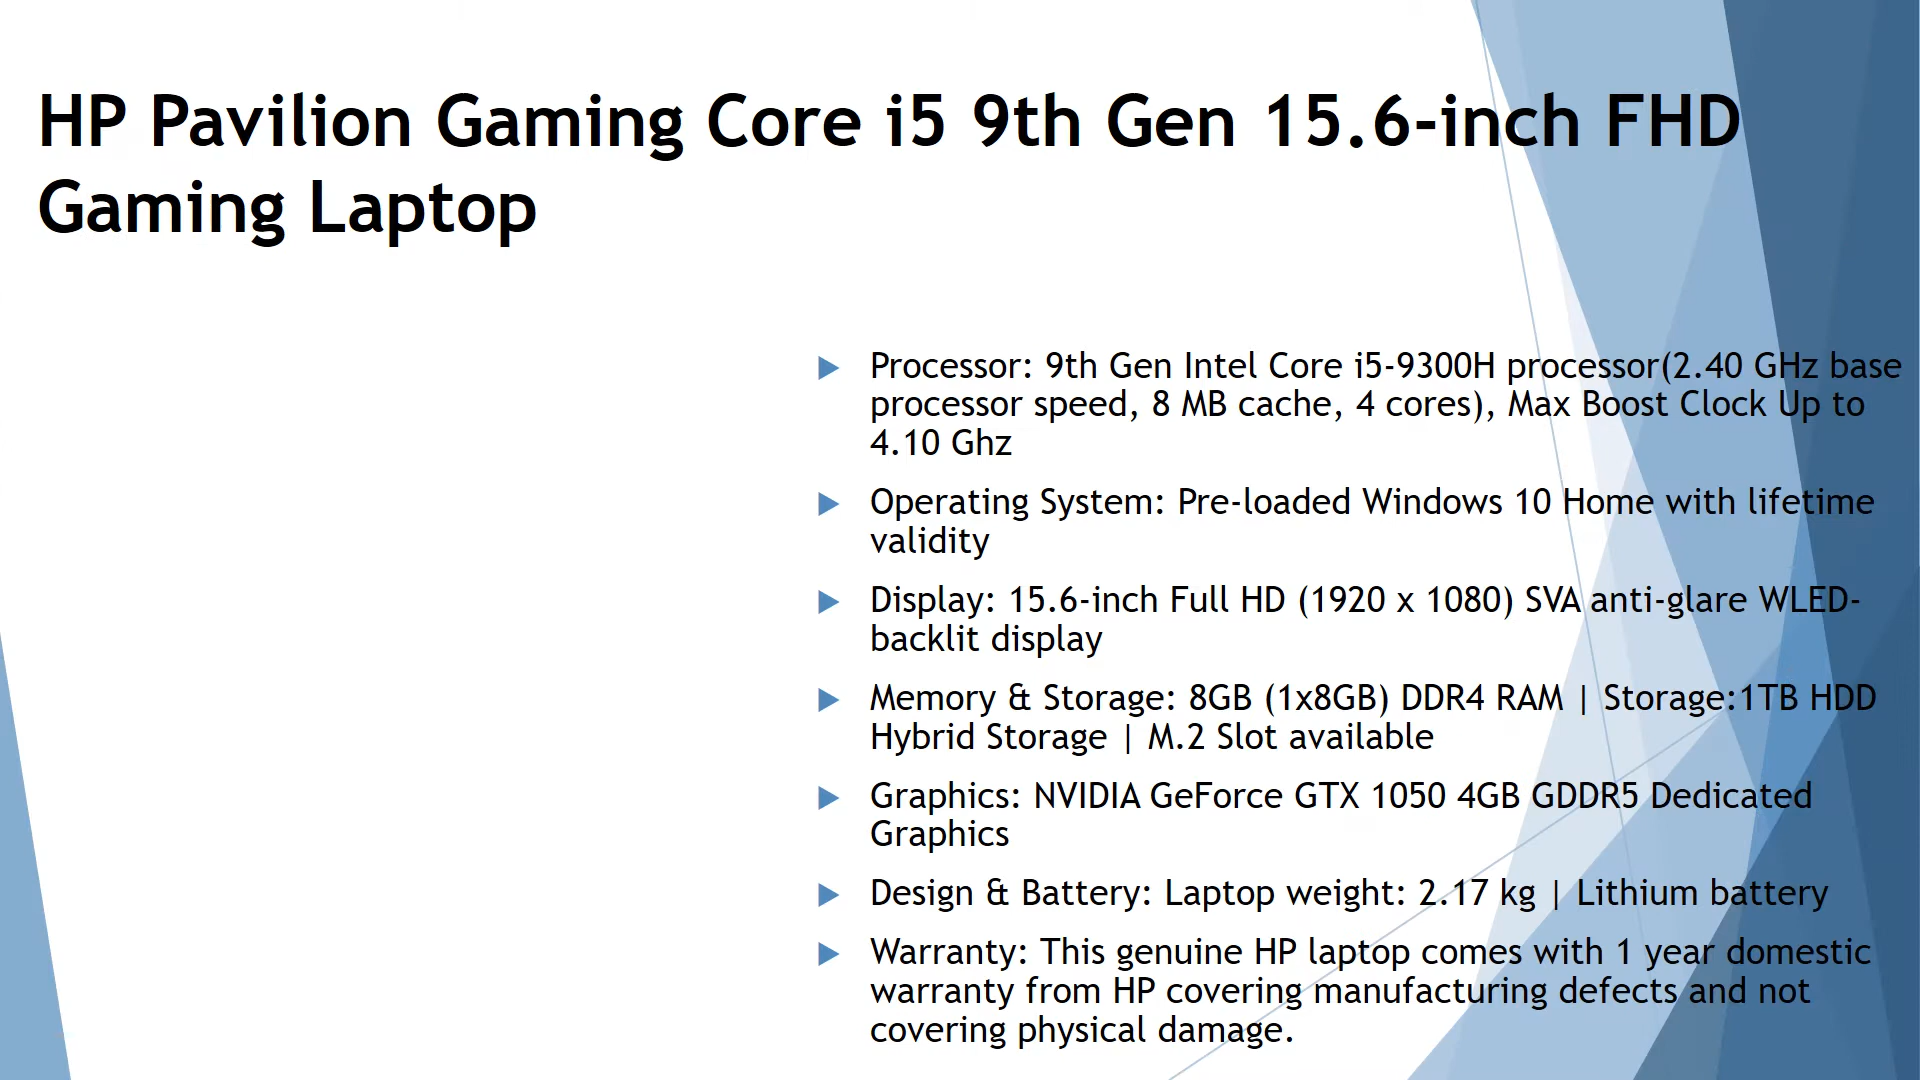 HP Pavilion Gaming Core i5 9th Gen 15.6-inch FHD
Gaming Laptop
Processor: 9th Gen Intel Core i5-9300H processor(2.40 GHz base
processor speed, 8 MB cache, 4 cores), Max Boost Clock Up to
4.10 Ghz
Operating System: Pre-loaded Windows 10 Home with lifetime
validity
Display: 15.6-inch Full HD (1920 x 1080) SVA anti-glare WLED-
backlit display
Memory & Storage: 8GB (1x8GB) DDR4 RAM | Storage:1TB HDD
Hybrid Storage | M.2 Slot available
Graphics: NVIDIA GeForce GTX 1050 4GB GDDR5 Dedicated
Graphics
Design & Battery: Laptop weight: 2.17 kg | Lithium battery
Warranty: This genuine HP laptop comes with 1 year domestic
warranty from HP covering manufacturing defects and not
covering physical damage.